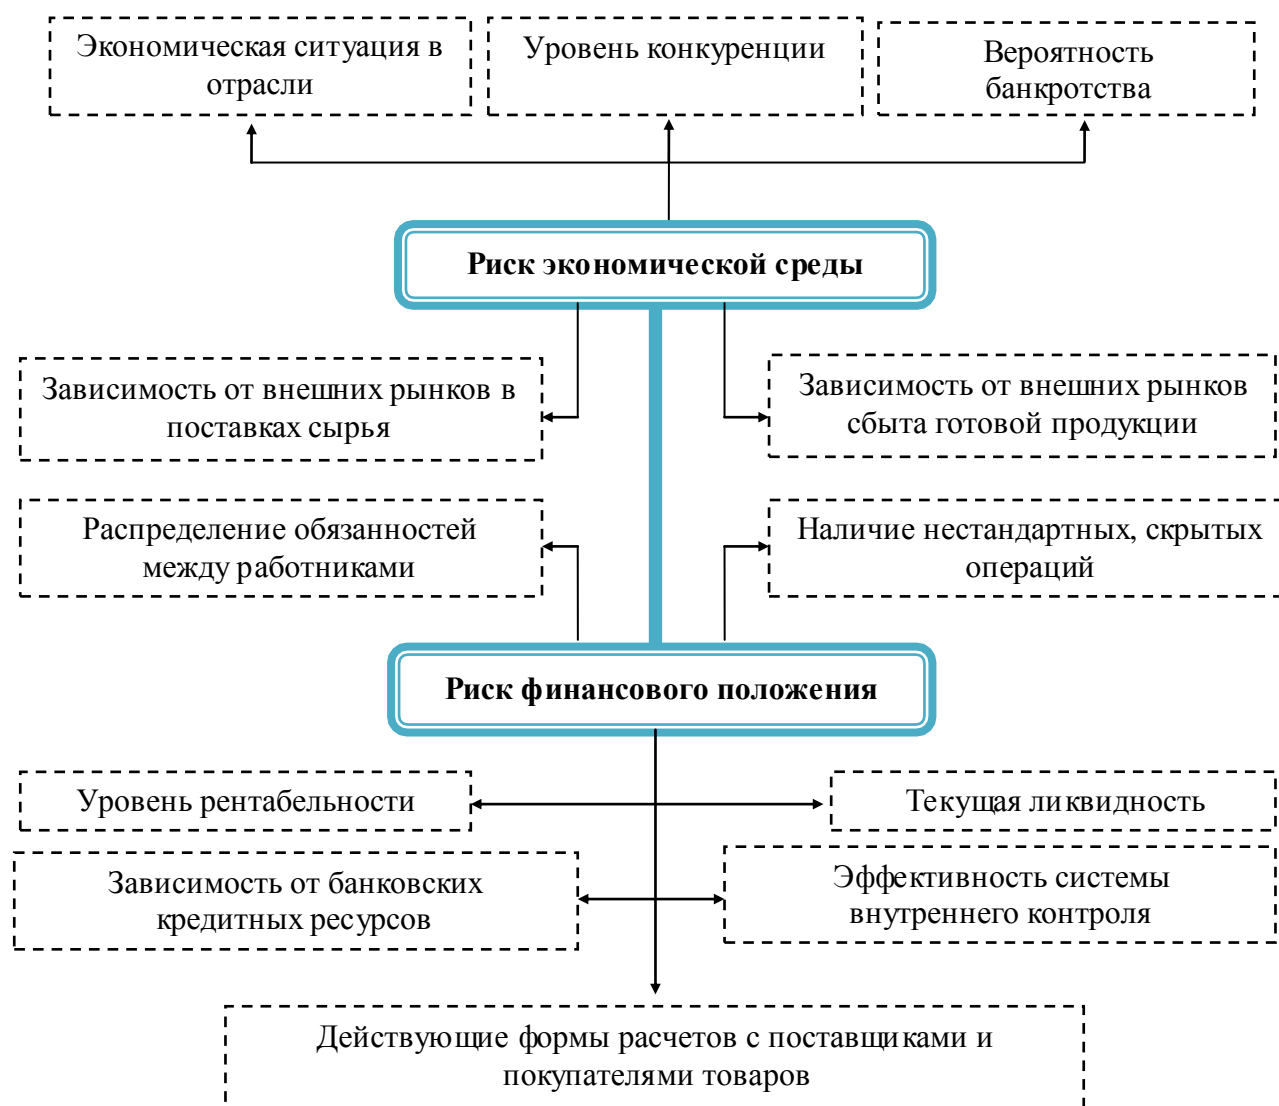 Экономическая ситуация в
отрасли
Уровень конкуренции
Вероятность
банкротства
Риск экономической среды
Зависимость от внешних рынков в
поставках сырья
Зависимость от внешних рынков
сбыта готовой продукции
Распределение обязанностей
между работниками
Наличие нестандартных, скрытых
операций
Риск финансового положения
Уровень рентабельности
Текущая ликвидность
Зависимость от банковских
кредитных ресурсов
Эффективность системы
внутреннего контроля
Действующие формы расчетов с поставщиками и
покупателями товаров